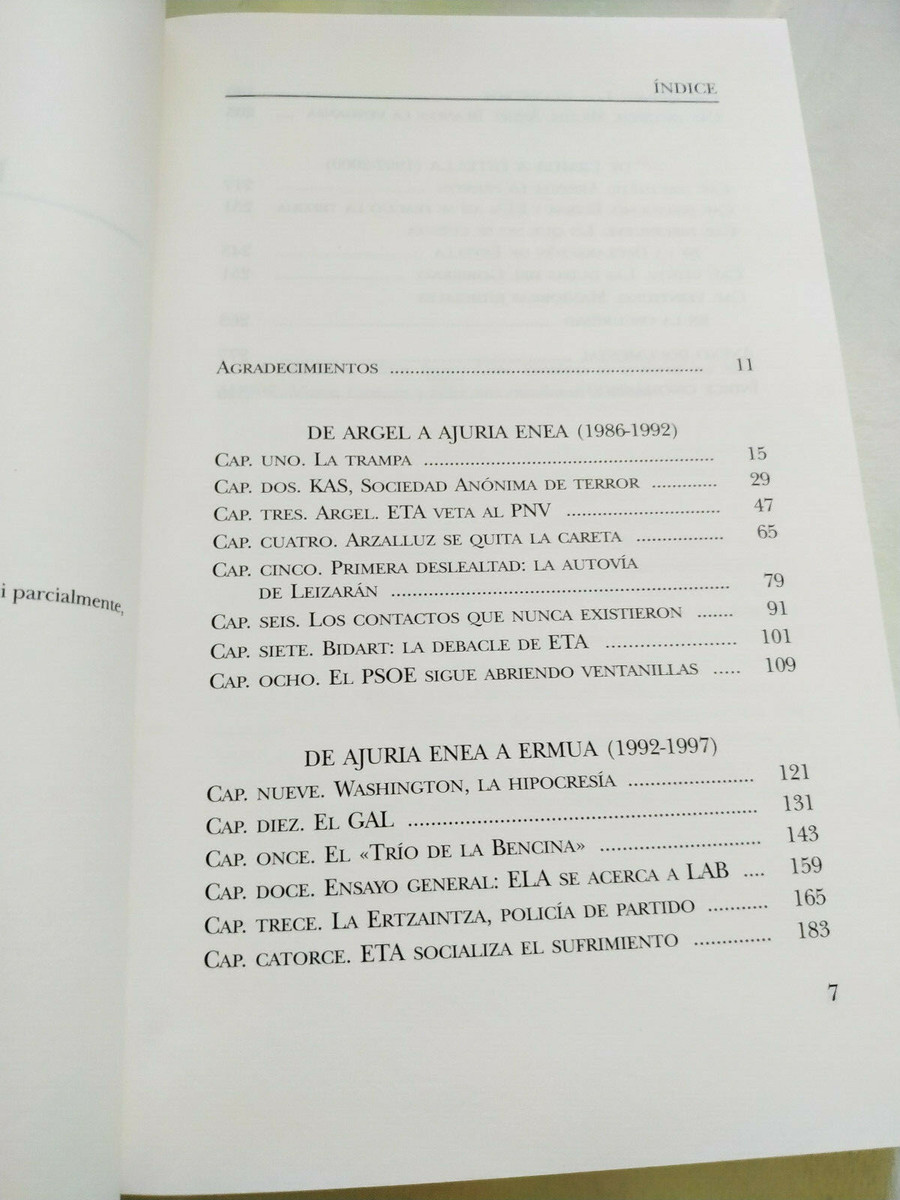 ÍNDICE
AGRADECIMIENTOS ............................................................. 11
DE ARGEL A AJURIA ENEA (1986-1992)
CAP. UNO. LA TRAMPA ......................................................... 15
CAP. DOS. KAS, SOCIEDAD ANÓNIMA DE TERROR ............. 29
CAP. TRES. ARGEL. ETA VETA AL PNV .............................. 47
CAP. CUATRO. ARZALLUZ SE QUITA LA CARETA ................. 65
CAP. CINCO. PRIMERA DESLEALTAD: LA AUTOVÍA
DE LEIZARÁN .................................................................. 79
CAP. SEIS. LOS CONTACTOS QUE NUNCA EXISTIERON ....... 91
CAP. SIETE. BIDART: LA DEBACLE DE ETA ......................... 101
CAP. OCHO. EL PSOE SIGUE ABRIENDO VENTANILLAS ..... 109
DE AJURIA ENEA A ERMUA (1992-1997)
CAP. NUEVE. WASHINGTON, LA HIPOCRESÍA ....................... 121
CAP. DIEZ. EL GAL ............................................................. 131
CAP. ONCE. EL «TRÍO DE LA BENCINA» ............................. 143
CAP. DOCE. ENSAYO GENERAL: ELA SE ACERCA A LAB .... 159
CAP. TRECE. LA ERTZAINTZA, POLICÍA DE PARTIDO ........... 165
CAP. CATORCE. ETA SOCIALIZA EL SUFRIMIENTO .............. 183
7
i parcialmente,